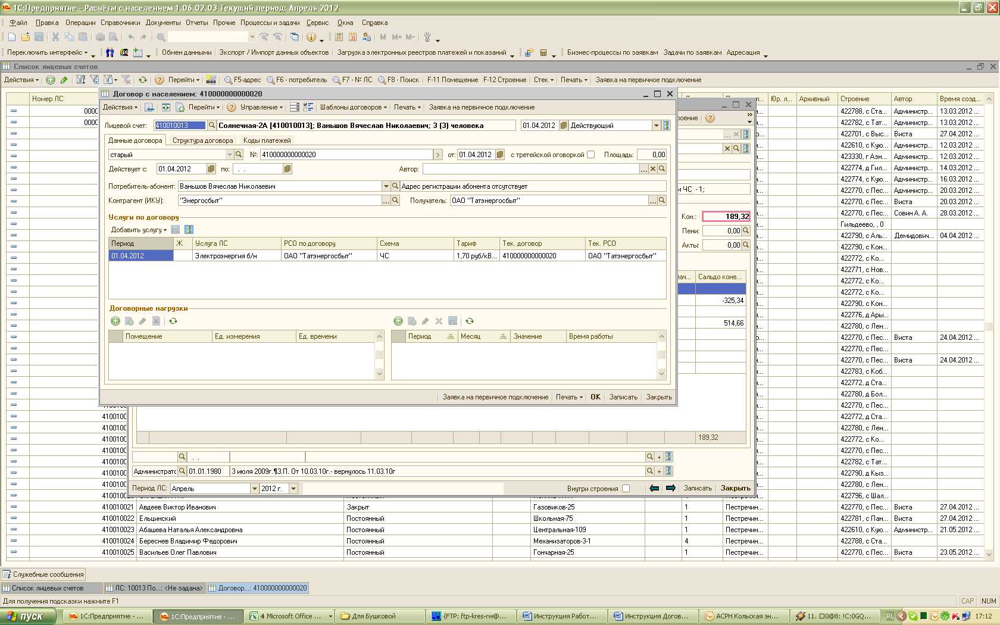 1С:Предприятие - Расчёты с населением 1.06.02.03 Текущий период: Апрель 2012
Файл Правка Операции Справочники Документы Отчеты Прочие Процессы и задачи Сервис Окна Справка
M M+ M-
Переключить интерфейс Обмен данными Экспорт / Импорт данных объектов Загрузка электронных реестров платежей и показаний Бизнес-процессы по заявкам Задачи по заявкам Адресация
Список лицевых счетов
Действия Перейти F5-адрес F6 - потребитель F7 - № ЛС F8 - Поиск F-11 Помещение F-12 Строение Стек Печать Заявка на первичное подключение
Номер ЛС Юр. л... Архивный Строение Автор Время созд...
Договор с населением: 410000000000020
Действия Перейти Управление Шаблоны договоров Печать Заявка на первичное подключение
Лицевой счет: 410010013 Солнечная-2А [410010013]; Ваньшов Вячеслав Николаевич; 3 (3) человека 01.04.2012 Действующий
Данные договора Структура договора Коды платежей
старый №: 410000000000020 от: 01.04.2012 с третейской оговоркой Площадь: 0,00
Действует с: 01.04.2012 по: . . Автор:
Потребитель-абонент: Ваньшов Вячеслав Николаевич Адрес регистрации абонента отсутствует
Контрагент (ИКУ): "Энергосбыт" Получатель: ОАО "Татэнергосбыт"
Услуги по договору
Добавить услугу
Период Ж Услуга ЛС РСО по договору Схема Тариф Тек. договор Тек. РСО
01.04.2012 Электроэнергия б/н ОАО "Татэнергосбыт" ЧС 1,70 руб/кВ... 410000000000020 ОАО "Татэнергосбыт"
Договорные нагрузки
Помещение Ед. измерения Ед. времени
Период Месяц Значение Время работы
Заявка на первичное подключение Печать OK Записать Закрыть
роение
м ЧС - 1;
Кон.: 189,32
Пени: 0,00
Акты: 0,00
лач... Сальдо коне...
-325,34
514,66
189,32
. .
Администратс 01.01.1980 3 июля 2009г.¶З.П. От 10.03.10г.- вернулось 11.03.10г
Период ЛС: Апрель 2012 г. Внутри строения Записать Закрыть
0000 422788, с Ста... Администр... 13.03.2012 ...
0000 422782, с Тат... Администр... 13.03.2012 ...
422701, с Выс... Виста 27.04.2012 ...
422610, с Кую... Администр... 12.03.2012 ...
423330, г Азн... Администр... 12.03.2012 ...
422774, д Гил... Администр... 14.03.2012 ...
422774, с Кую... Администр... 16.03.2012 ...
422770, с Пес... Администр... 20.03.2012 ...
422770, с Пес... Виста 20.03.2012 ...
422770, с Пес... Совин А. А. 28.03.2012 ...
Гильдеево, , 0
422790, с Аль... Демидович... 04.04.2012 ...
422790, с Кон...
422772, с Ко...
422771, с Нов...
422772, с Ко...
422772, с Ко...
422790, с Кон...
422776, д Ары...
422780, с Лен...
422770, с Пес... Виста 24.04.2012 ...
422770, с Пес...
422770, с Пес... Виста 24.04.2012 ...
422783, с Коб...
422772, д Ста...
422780, д Бол...
422770, с Пес...
4100100 422772, д Ста...
41001001 422780, с Лен...
41001001 422772, с Ко...
41001001 422770, с Пес...
41001001 422782, с Тат...
41001001 422790, д Кыз...
41001001 422780, с Лен...
422796, с Шал...
410010021 Авдеев Виктор Иванович Закрыт Газовиков-25 1 Пестречин... 422770, с Пес... Виста 27.04.2012 ...
410010022 Ельцинский Постоянный Школьная-75 1 Пестречин... 422781, с Пан... Виста 27.04.2012 ...
410010023 Абашева Наталья Александровна Постоянный Центральная-109 1 Пестречин... 422610, с Кую... Администр... 21.05.2012 ...
410010024 Береснев Владимир Федорович Постоянный Механизаторов-3-1 4 Пестречин... 422788, с Ста...
410010025 Васильев Олег Павлович Постоянный Гончарная-25 1 Пестречин... 422770, с Пес... Виста 23.05.2012 ...
Служебные сообщения
Список лицевых счетов ЛС: 10013 По...: <Не задана> Договор...: 410000000000020
Для получения подсказки нажмите F1 CAP NUM
пуск 1С:Предприятие - ... 1С:Предприятие - ... 4 Microsoft Office ... Для Бушковой {FTP: ftp-kres-rw@... Инструкция Работ... Инструкция Догов... АСРН Кольская эн... 11. □0@8: !C:0GQ... RL 17:12